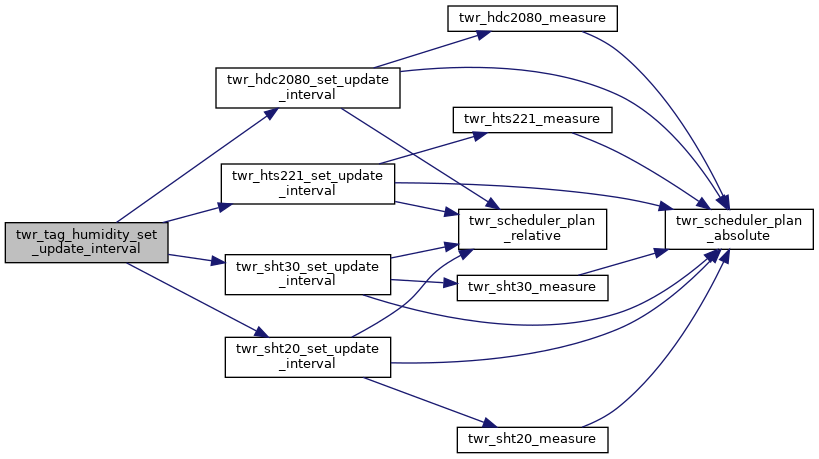 twr_hdc2080_measure
twr_hdc2080_set_update
_interval
twr_hts221_measure
twr_hts221_set_update
_interval
twr_scheduler_plan
_relative
twr_scheduler_plan
_absolute
twr_tag_humidity_set
_update_interval
twr_sht30_set_update
_interval
twr_sht30_measure
twr_sht20_set_update
_interval
twr_sht20_measure